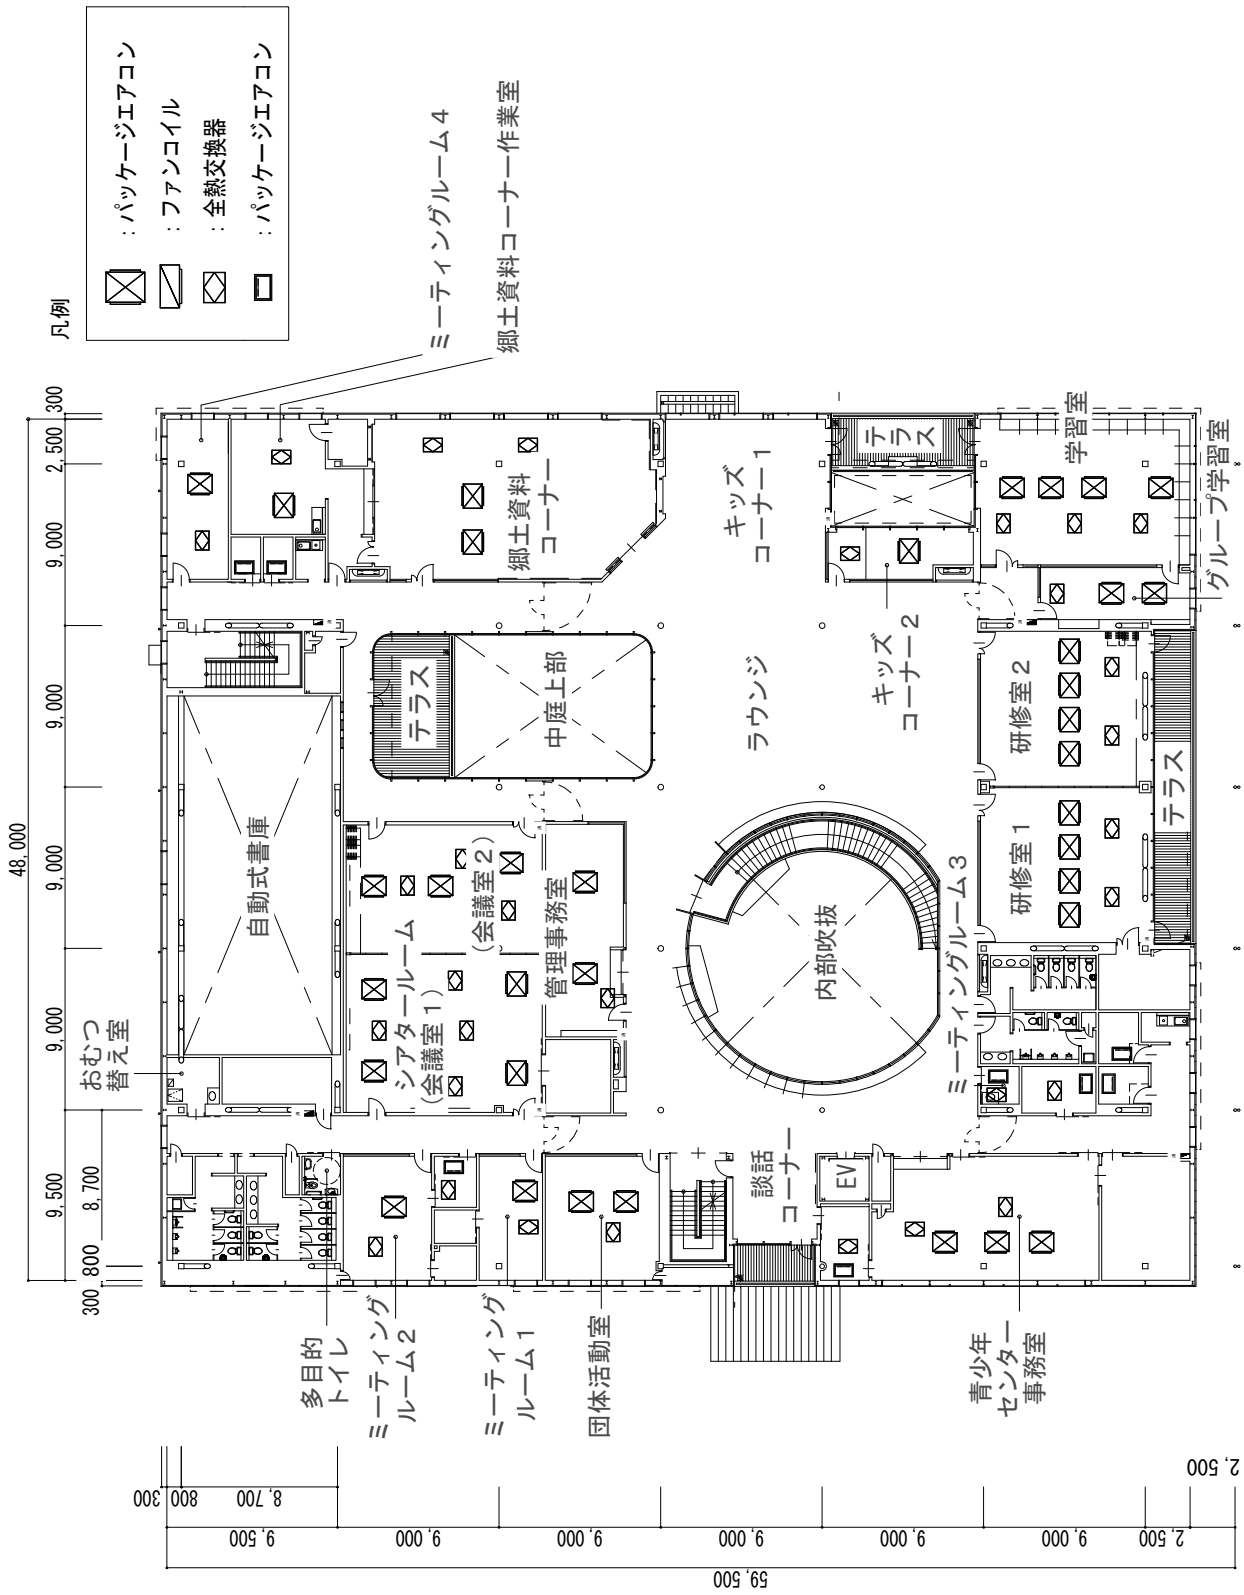 凡例
：パッケージエアコン
：ファンコイル
：全熱交換器
：パッケージエアコン
48,000
300
800
9,500
8,700
9,000
9,000
9,000
9,000
2,500
300
ミーティングルーム４
郷土資料コーナー作業室
おむつ
替え室
自動式書庫
テラス
中庭上部
郷土資料
コーナー
シアタールーム
(会議室１)
(会議室２)
管理事務室
多目的
トイレ
ミーティング
ルーム２
ミーティング
ルーム１
団体活動室
談話
コーナー
EV
内部吹抜
ラウンジ
キッズ
コーナー１
キッズ
コーナー２
テラス
学習室
グループ学習室
ミーティングルーム３
研修室１
研修室２
テラス
青少年
センター
事務室
300
800
8,700
9,500
9,000
9,000
9,000
9,000
9,000
2,500
2,500
59,500